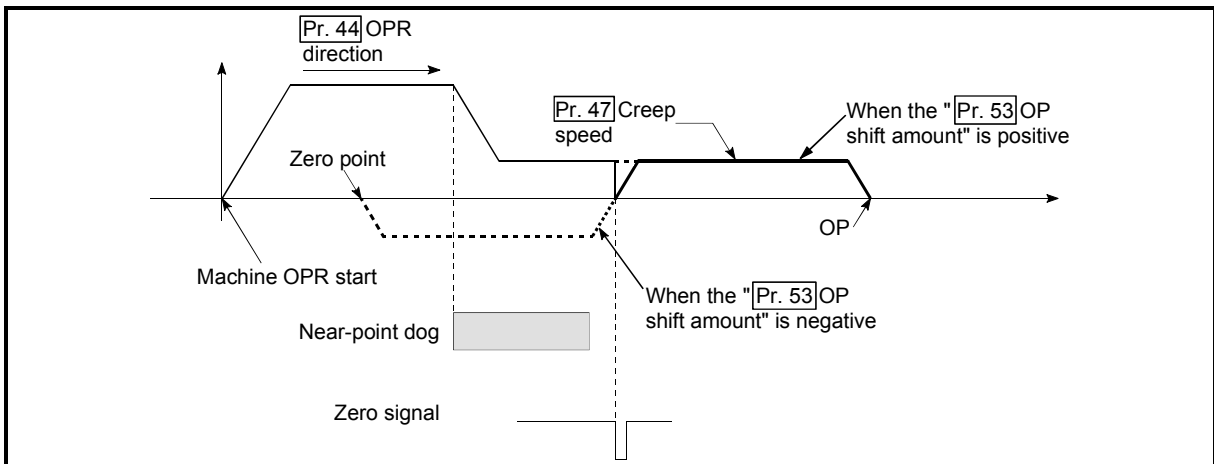 Pr. 44 OPR
direction
Pr. 47 Creep
speed
When the " Pr. 53 OP
shift amount" is positive
Zero point
OP
Machine OPR start
When the " Pr. 53 OP
shift amount" is negative
Near-point dog
Zero signal